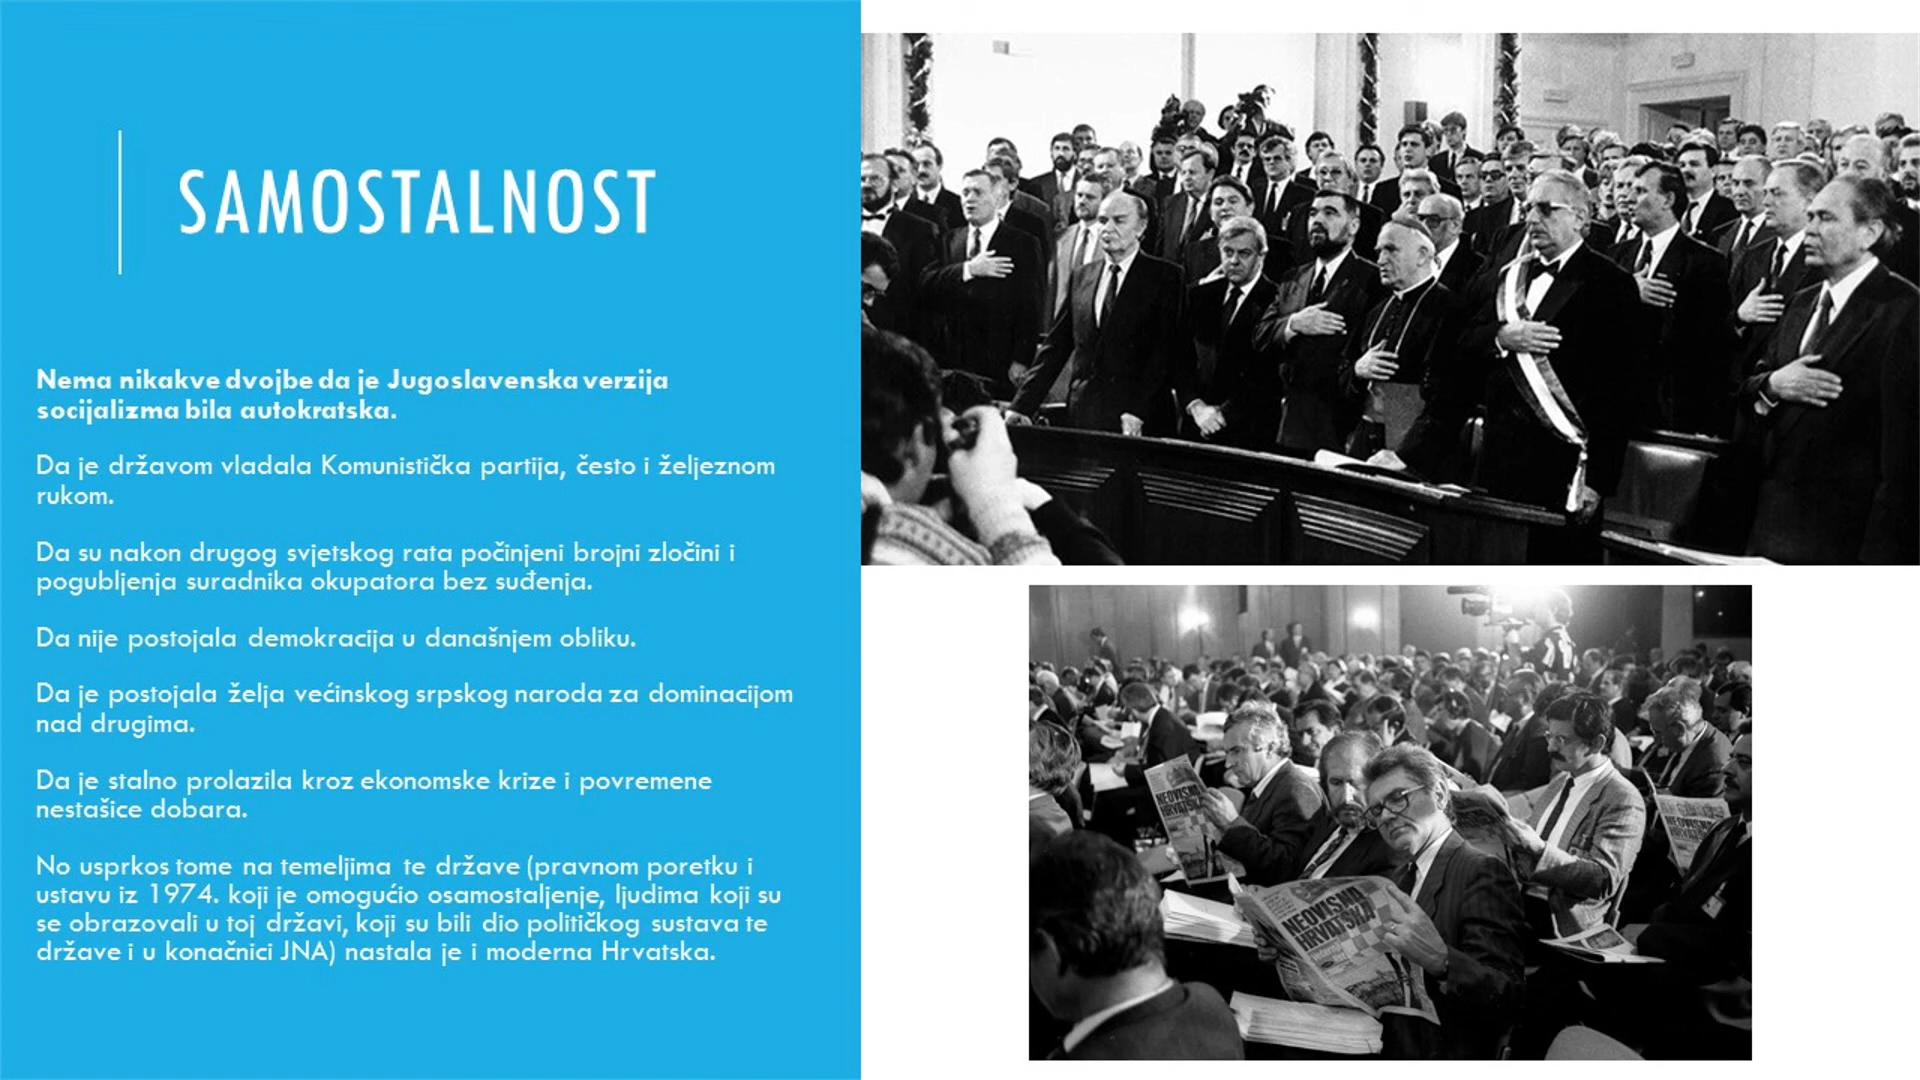 SAMOSTALNOST
Nema nikakve dvojbe da je Jugoslavenska verzija
socijalizma bila autokratska.
Da je državom vladala Komunistička partija, često i željeznom
rukom.
Da su nakon drugog svjetskog rata počinjeni brojni zločini i
pogubljenja suradnika okupatora bez suđenja.
Da nije postojala demokracija u današnjem obliku.
Da je postojala želja većinskog srpskog naroda za dominacijom
nad drugima.
Da je stalno prolazila kroz ekonomske krize i povremene
nestašice dobara.
No usprkos tome na temeljima te države (pravnom poretku i
ustavu iz 1974. koji je omogućio osamostaljenje, ljudima koji su
se obrazovali u toj državi, koji su bili dio političkog sustava te
države i u konačnici JNA) nastala je i moderna Hrvatska.
NEOVISNA
HRVATSKA
NEOVISNA
HRVATSKA
NEOVISNA
HRVATSKA